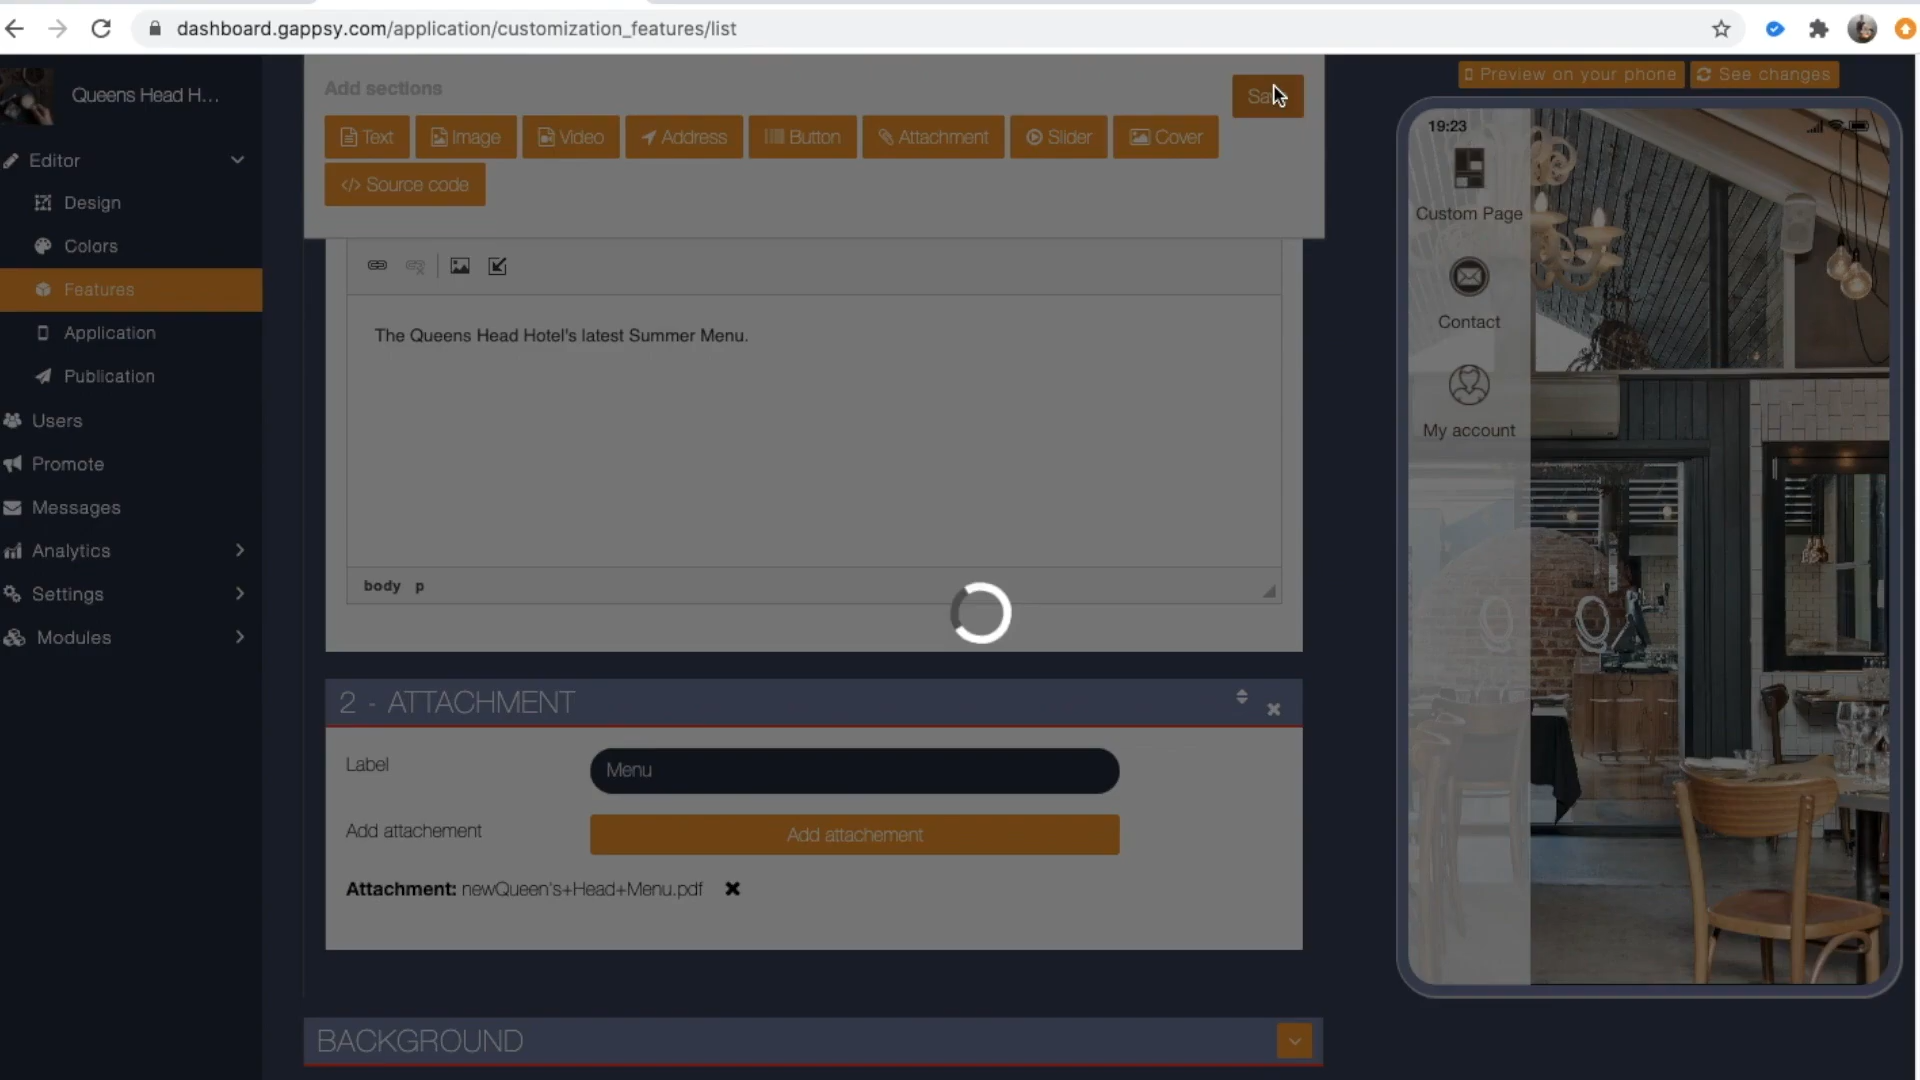 dashboard.gappsy.com/application/customization_features/list
Queens Head H...
Editor
Design
Colors
Features
Application
Publication
Users
Promote
Messages
Analytics
Settings
Modules
Add sections
Text
Image
Video
Address
Button
Attachment
Slider
Cover
</> Source code
The Queens Head Hotel's latest Summer Menu.
body p
2 - ATTACHMENT
Label
Menu
Add attachement
Add attachement
Attachment: newQueen's+Head+Menu.pdf
BACKGROUND
Preview on your phone
See changes
19:23
Custom Page
Contact
My account